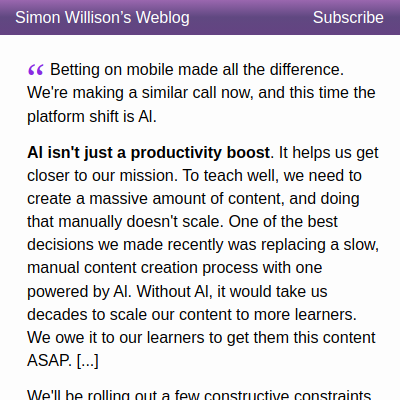 Simon Willison’s Weblog
Subscribe
“ Betting on mobile made all the difference.
We're making a similar call now, and this time the
platform shift is AI.
AI isn't just a productivity boost. It helps us get
closer to our mission. To teach well, we need to
create a massive amount of content, and doing
that manually doesn't scale. One of the best
decisions we made recently was replacing a slow,
manual content creation process with one
powered by AI. Without AI, it would take us
decades to scale our content to more learners.
We owe it to our learners to get them this content
ASAP. [...]
We'll be rolling out a few constructive constraints